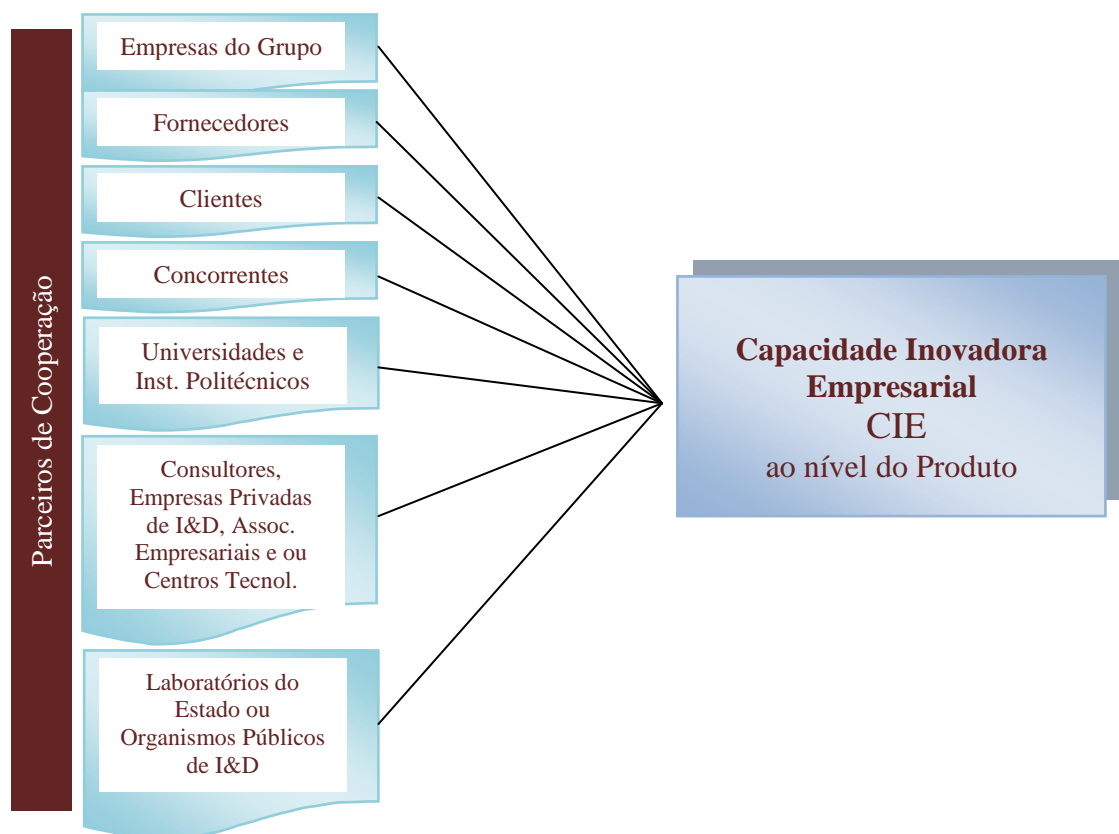 Parceiros de Cooperação
Empresas do Grupo
Fornecedores
Clientes
Concorrentes
Universidades e
Inst. Politécnicos
Consultores,
Empresas Privadas
de I&D, Assoc.
Empresariais e ou
Centros Tecnol.
Laboratórios do
Estado ou
Organismos Públicos
de I&D
Capacidade Inovadora
Empresarial
CIE
ao nível do Produto